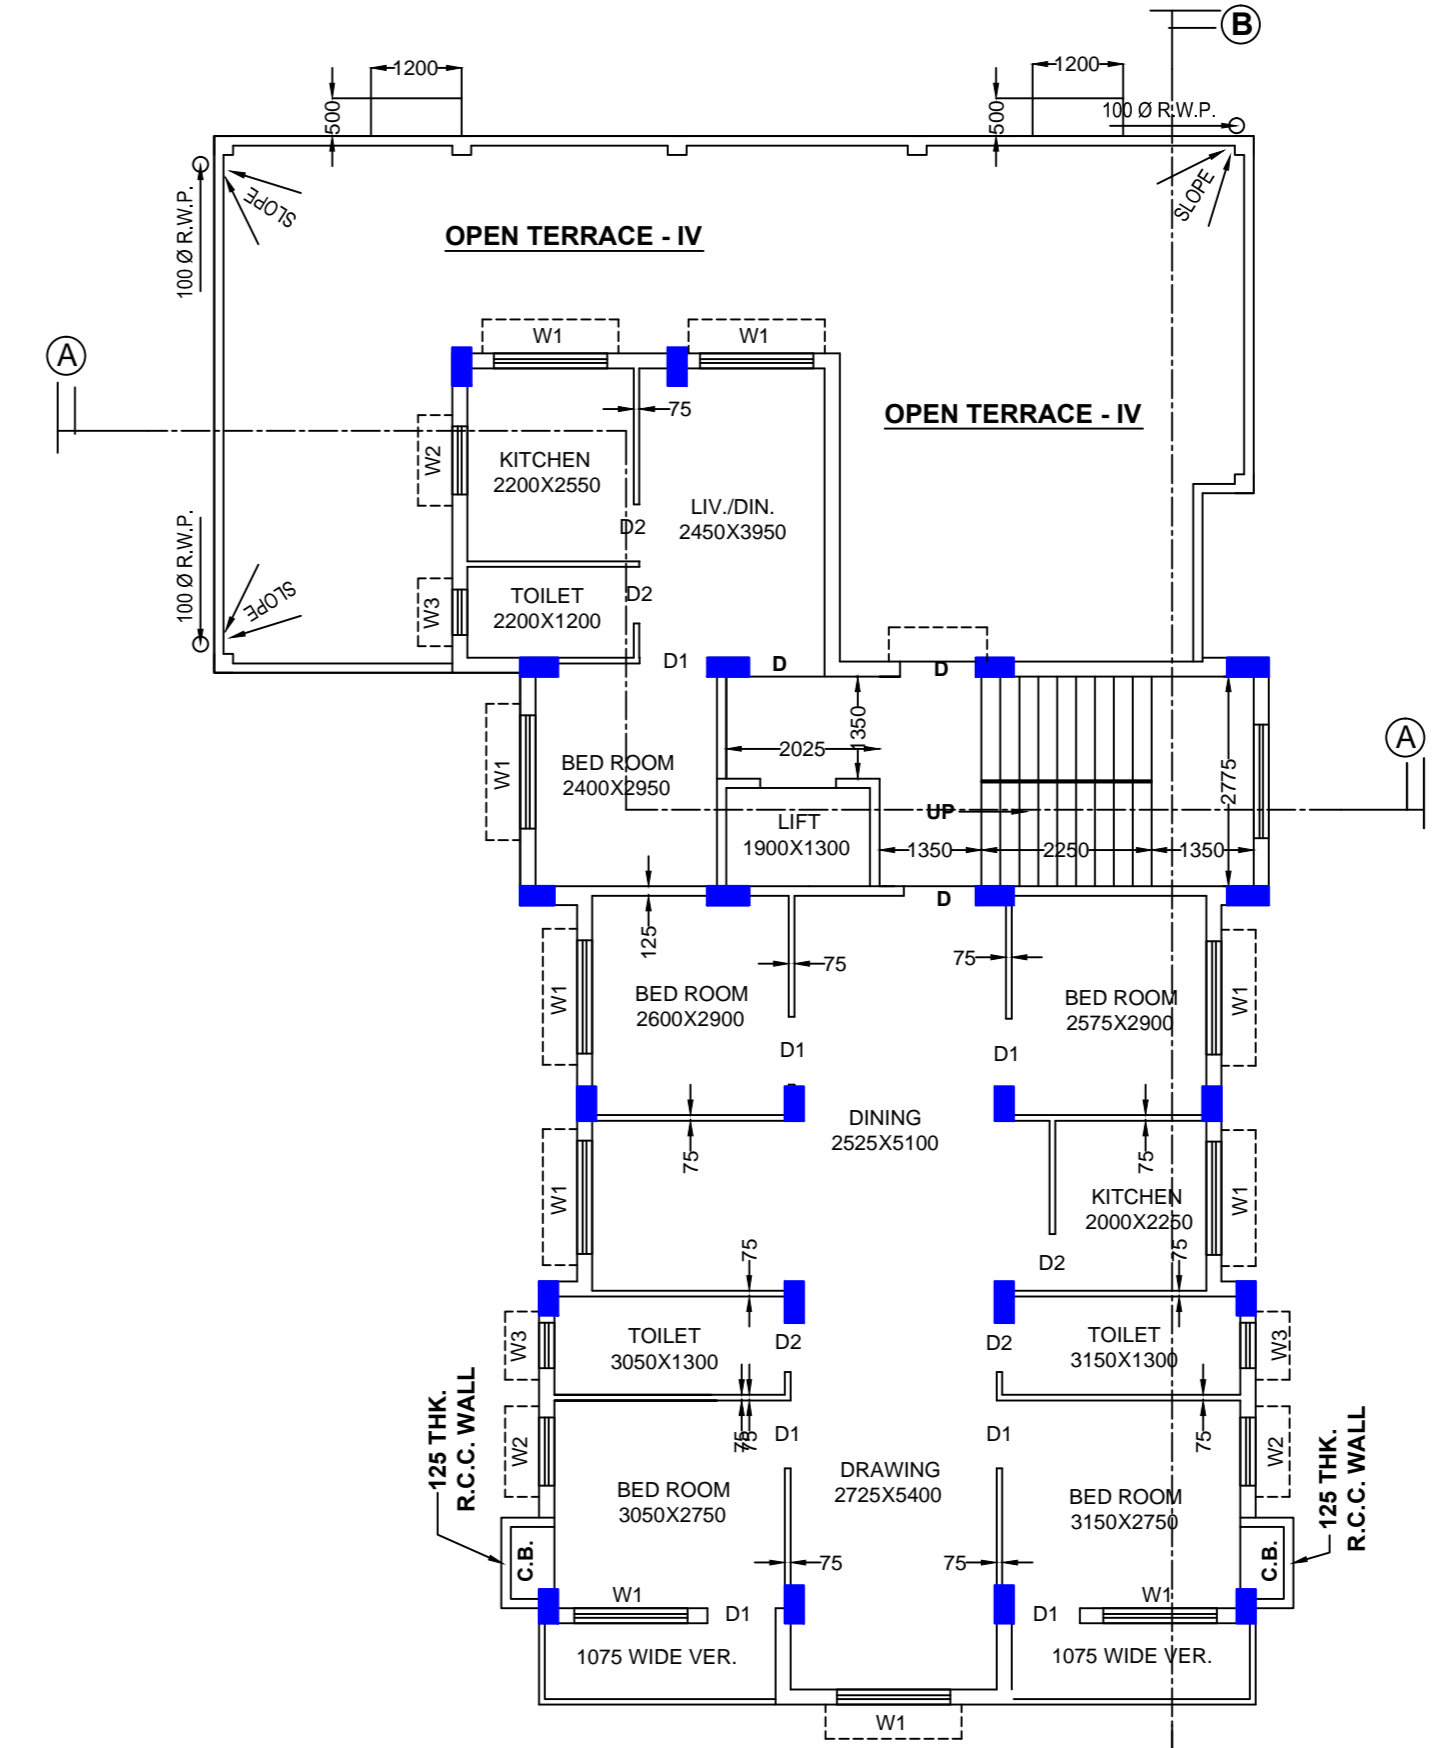 B
1200
1200
500
500
100 Ø R.W.P.
SLOPE
SLOPE
100 Ø R.W.P.
OPEN TERRACE - IV
W1
W1
A
75
OPEN TERRACE - IV
W2
KITCHEN
2200X2550
LIV./DIN.
2450X3950
D2
100 Ø R.W.P.
SLOPE
W3
TOILET
2200X1200
D2
D1
D
D
1350
2025
A
W1
BED ROOM
2400X2950
2775
UP
LIFT
1900X1300
1350
2250
1350
D
125
75
75
W1
BED ROOM
2600X2900
BED ROOM
2575X2900
W1
D1
D1
DINING
2525X5100
75
75
W1
KITCHEN
2000X2250
W1
75
75
D2
W3
TOILET
3050X1300
D2
D2
TOILET
3150X1300
W3
125 THK.
R.C.C. WALL
75
75
75
W2
D1
D1
W2
125 THK.
R.C.C. WALL
DRAWING
2725X5400
BED ROOM
3050X2750
BED ROOM
3150X2750
C.B.
75
75
C.B.
W1
D1
D1
W1
1075 WIDE VER.
1075 WIDE VER.
W1